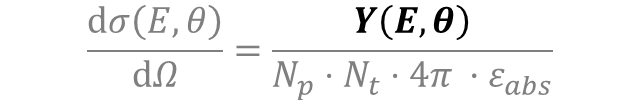 dσ(E, θ) / dΩ = Y(E, θ) / N_p · N_t · 4π · ε_abs